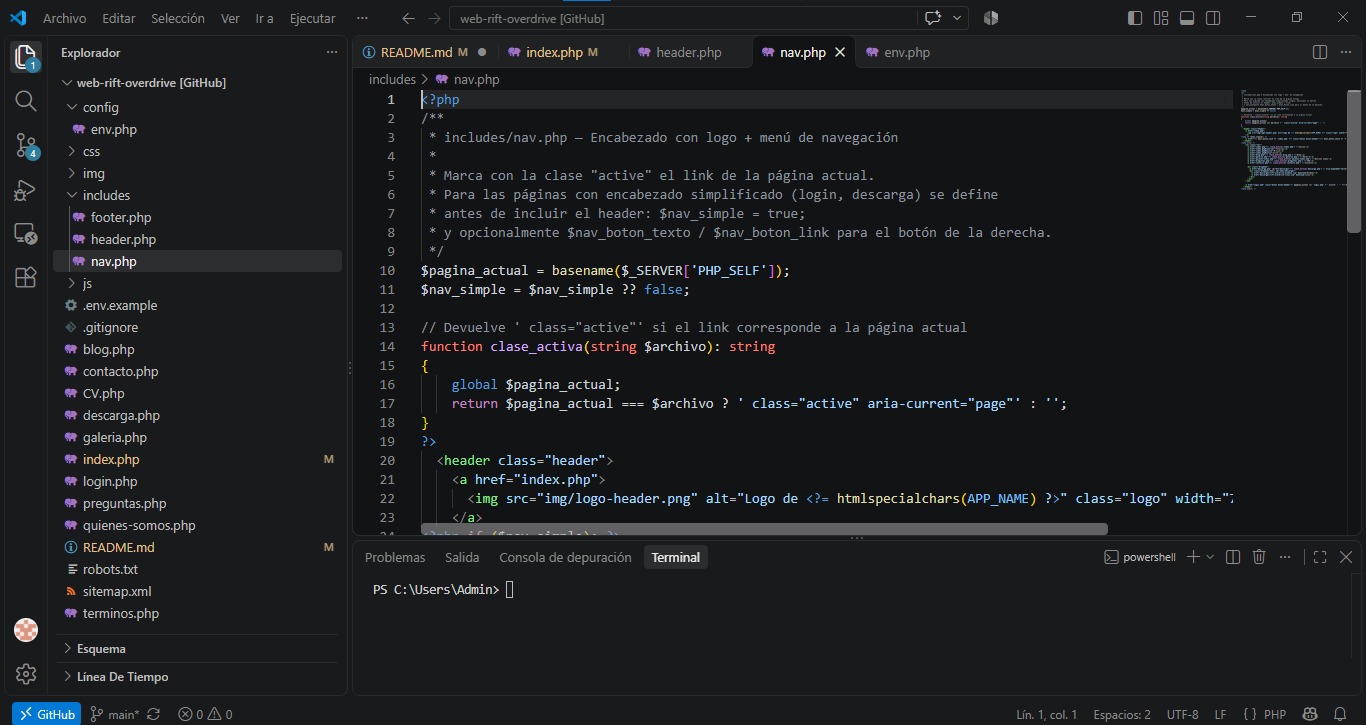 Archivo Editar Selección Ver Ir a Ejecutar ··· web-rift-overdrive [GitHub]
Explorador ···
web-rift-overdrive [GitHub]
config
env.php
css
img
includes
footer.php
header.php
nav.php
js
.env.example
.gitignore
blog.php
contacto.php
CV.php
descarga.php
galeria.php
index.php M
login.php
preguntas.php
quienes-somos.php
README.md M
robots.txt
sitemap.xml
terminos.php
Esquema
Línea De Tiempo
1
4
README.md M index.php M header.php nav.php env.php
includes > nav.php
1 <?php
2 /**
3 * includes/nav.php — Encabezado con logo + menú de navegación
4 *
5 * Marca con la clase "active" el link de la página actual.
6 * Para las páginas con encabezado simplificado (login, descarga) se define
7 * antes de incluir el header: $nav_simple = true;
8 * y opcionalmente $nav_boton_texto / $nav_boton_link para el botón de la derecha.
9 */
10 $pagina_actual = basename($_SERVER['PHP_SELF']);
11 $nav_simple = $nav_simple ?? false;
12
13 // Devuelve ' class="active"' si el link corresponde a la página actual
14 function clase_activa(string $archivo): string
15 {
16 global $pagina_actual;
17 return $pagina_actual === $archivo ? ' class="active" aria-current="page"' : '';
18 }
19 ?>
20 <header class="header">
21 <a href="index.php">
22 <img src="img/logo-header.png" alt="Logo de <?= htmlspecialchars(APP_NAME) ?>" class="logo" width="
23 </a>
Problemas Salida Consola de depuración Terminal powershell
PS C:\Users\Admin>
GitHub main* 0 0 Lín. 1, col. 1 Espacios: 2 UTF-8 LF { } PHP